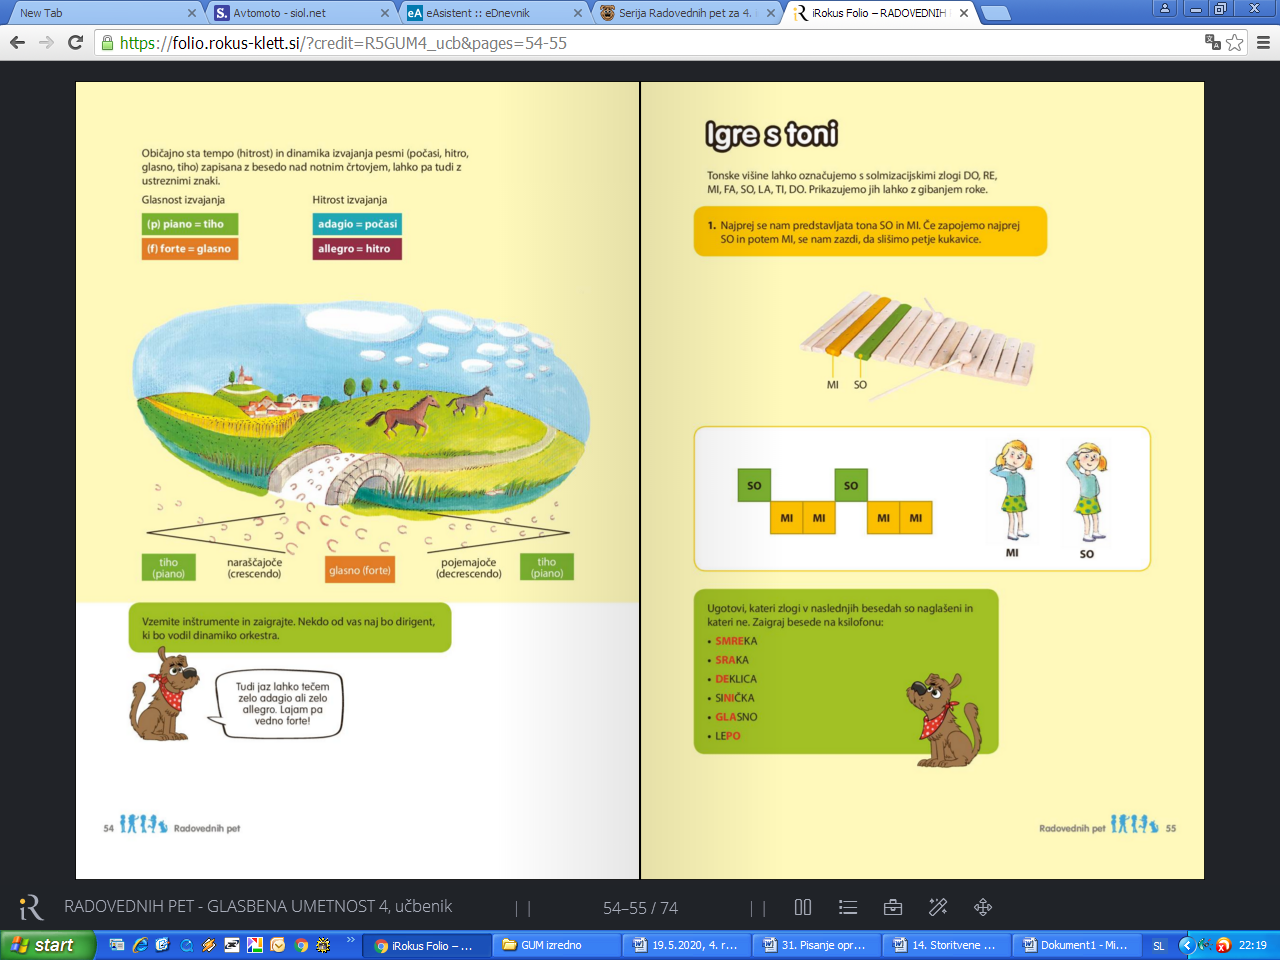 New Tab
Avtomoto - siol.net
eAsistent :: eDnevnik
Serija Radovednih pet za 4.
iRokus Folio – RADOVEDNIH
https://folio.rokus-klett.si/?credit=R5GUM4_ucb&pages=54-55
Običajno sta tempo (hitrost) in dinamika izvajanja pesmi (počasi, hitro,
glasno, tiho) zapisana z besedo nad notnim črtovjem, lahko pa tudi z
ustreznimi znaki.
Glasnost izvajanja
Hitrost izvajanja
(p) piano = tiho
adagio = počasi
(f) forte = glasno
allegro = hitro
tiho
(piano)
naraščajoče
(crescendo)
glasno (forte)
pojemajoče
(decrescendo)
tiho
(piano)
Vzemite inštrumente in zaigrajte. Nekdo od vas naj bo dirigent,
ki bo vodil dinamiko orkestra.
Tudi jaz lahko tečem
zelo adagio ali zelo
allegro. Lajam pa
vedno forte!
54 Radovednih pet
Igre s toni
Tonske višine lahko označujemo s solmizacijskimi zlogi DO, RE,
MI, FA, SO, LA, TI, DO. Prikazujemo jih lahko z gibanjem roke.
1. Najprej se nam predstavljata tona SO in MI. Če zapojemo najprej
SO in potem MI, se nam zazdi, da slišimo petje kukavice.
MI SO
SO SO
MI MI MI MI
MI SO
Ugotovi, kateri zlogi v naslednjih besedah so naglašeni in
kateri ne. Zaigraj besede na ksilofonu:
• SMREKA
• SRAKA
• DEKLICA
• SINIČKA
• GLASNO
• LEPO
Radovednih pet 55
RADOVEDNIH PET - GLASBENA UMETNOST 4, učbenik
54–55 / 74
start
iRokus Folio – ...
GUM izredno
19.5.2020, 4. r...
31. Pisanje opr...
14. Storitvene ...
Dokument1 - Mi...
SL
22:19